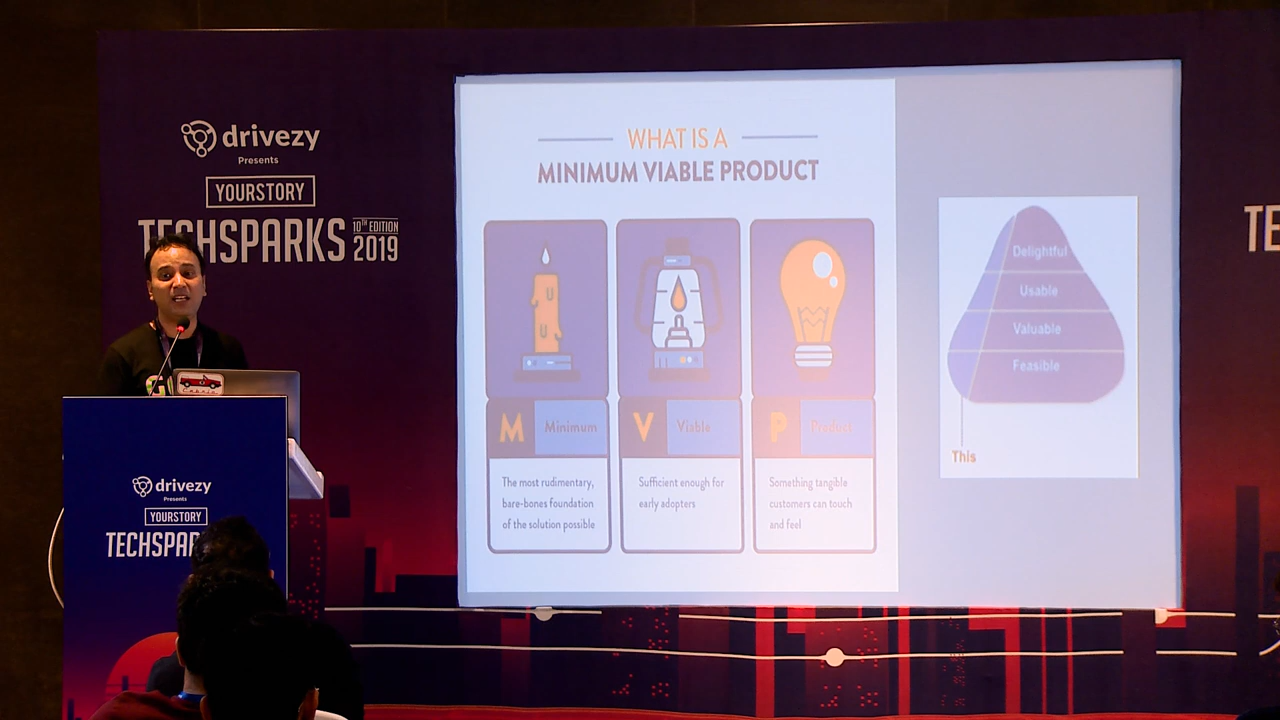 drivezy
Presents
YOURSTORY
TECHSPARKS
10TH EDITION
2019
WHAT IS A
MINIMUM VIABLE PRODUCT
M Minimum
The most rudimentary,
bare-bones foundation
of the solution possible
V Viable
Sufficient enough for
early adopters
P Product
Something tangible
customers can touch
and feel
Delightful
Usable
Valuable
Feasible
This
TE
drivezy
Presents
YOURSTORY
TECHSPAR